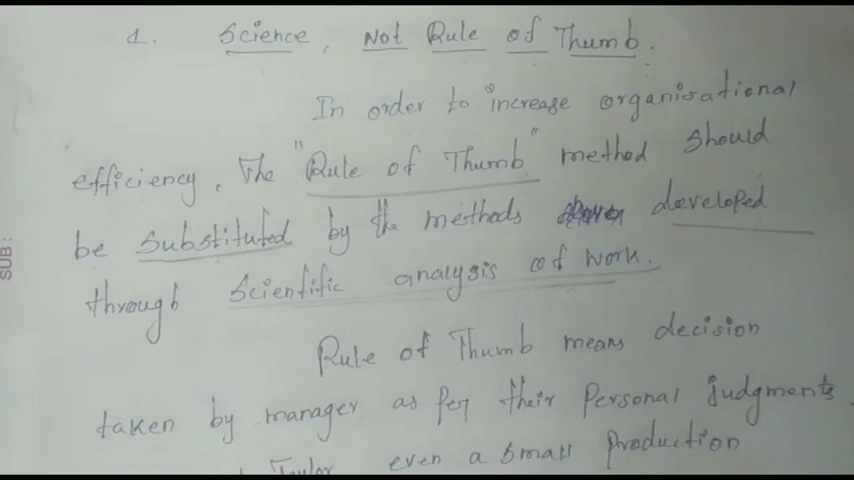 SUB:
1. Science, Not Rule of Thumb.
In order to increase organisational
efficiency, The "Rule of Thumb" method should
be substituted by the methods developed
through Scientific analysis of work.
Rule of Thumb means decision
taken by manager as per their Personal judgments.
Taylor even a small production